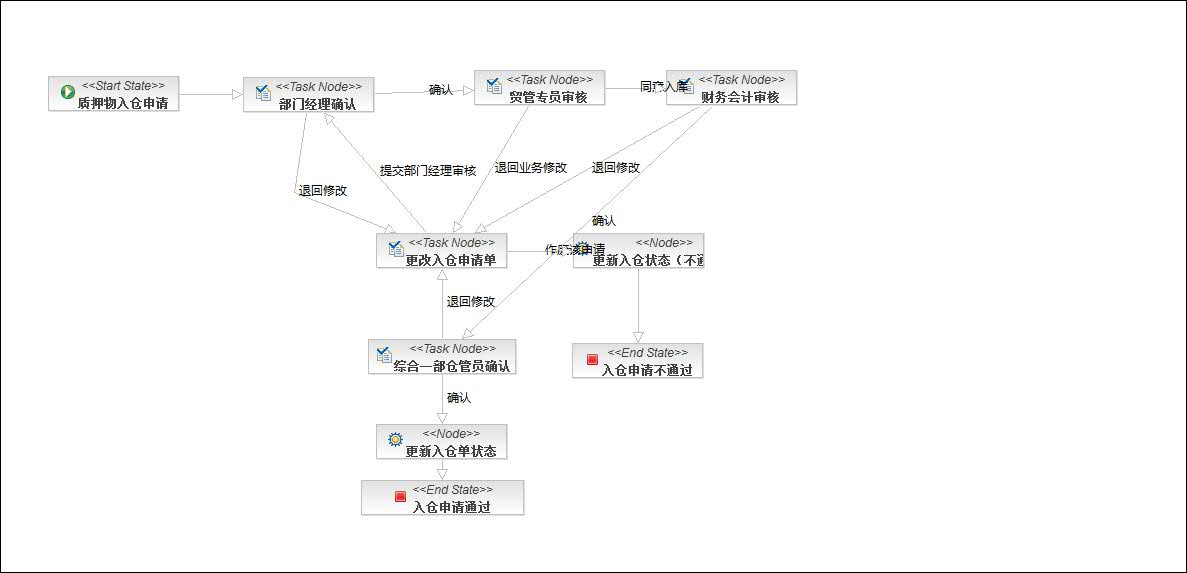 <<Start State>>
质押物入仓申请
<<Task Node>>
部门经理确认
确认
<<Task Node>>
贸管专员审核
同意入库
<<Task Node>>
财务会计审核
退回修改
提交部门经理审核
退回业务修改
退回修改
确认
<<Task Node>>
更改入仓申请单
作废该申请
<<Node>>
更新入仓状态（不通
退回修改
<<Task Node>>
综合一部仓管员确认
<<End State>>
入仓申请不通过
确认
<<Node>>
更新入仓单状态
<<End State>>
入仓申请通过